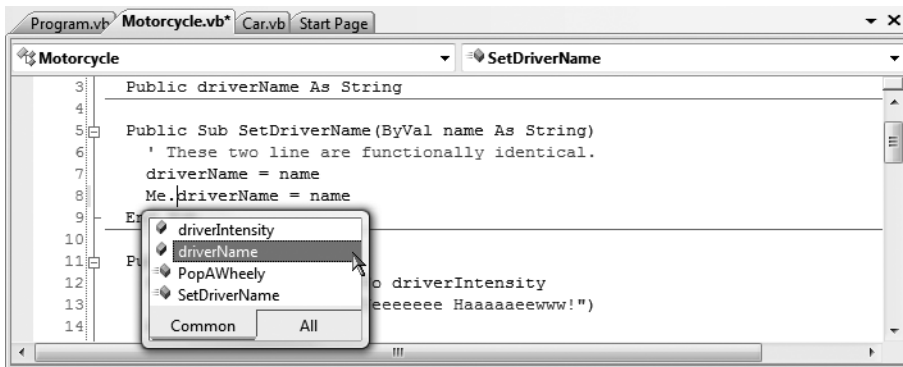 Program.vb Motorcycle.vb* Car.vb Start Page
Motorcycle SetDriverName
3 Public driverName As String
4
5 Public Sub SetDriverName(ByVal name As String)
6 ' These two line are functionally identical.
7 driverName = name
8 Me.driverName = name
9
10
11
12 driverIntensity
13 eeeeeee Haaaaaeewww!")
14
driverIntensity
driverName
PopAWheely
SetDriverName
Common All